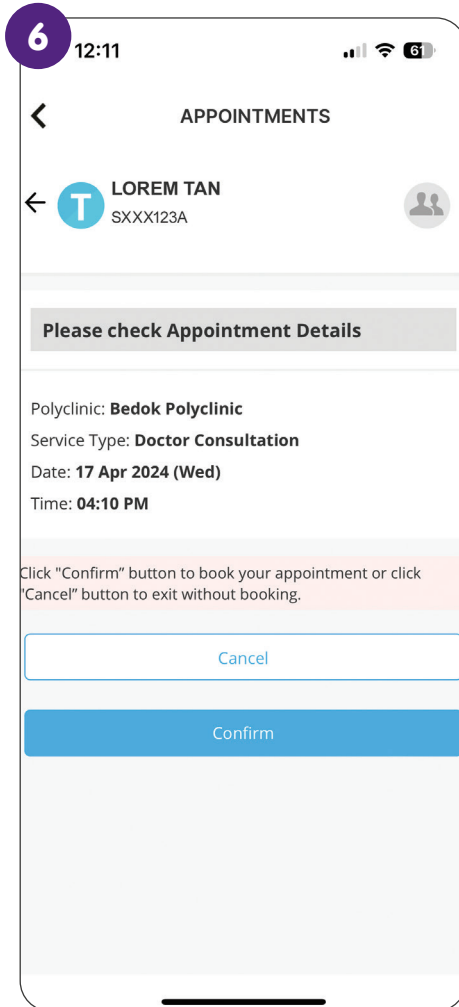 6
12:11
61
APPOINTMENTS
T
LOREM TAN
SXXX123A
Please check Appointment Details
Polyclinic: Bedok Polyclinic
Service Type: Doctor Consultation
Date: 17 Apr 2024 (Wed)
Time: 04:10 PM
Click "Confirm” button to book your appointment or click
"Cancel” button to exit without booking.
Cancel
Confirm